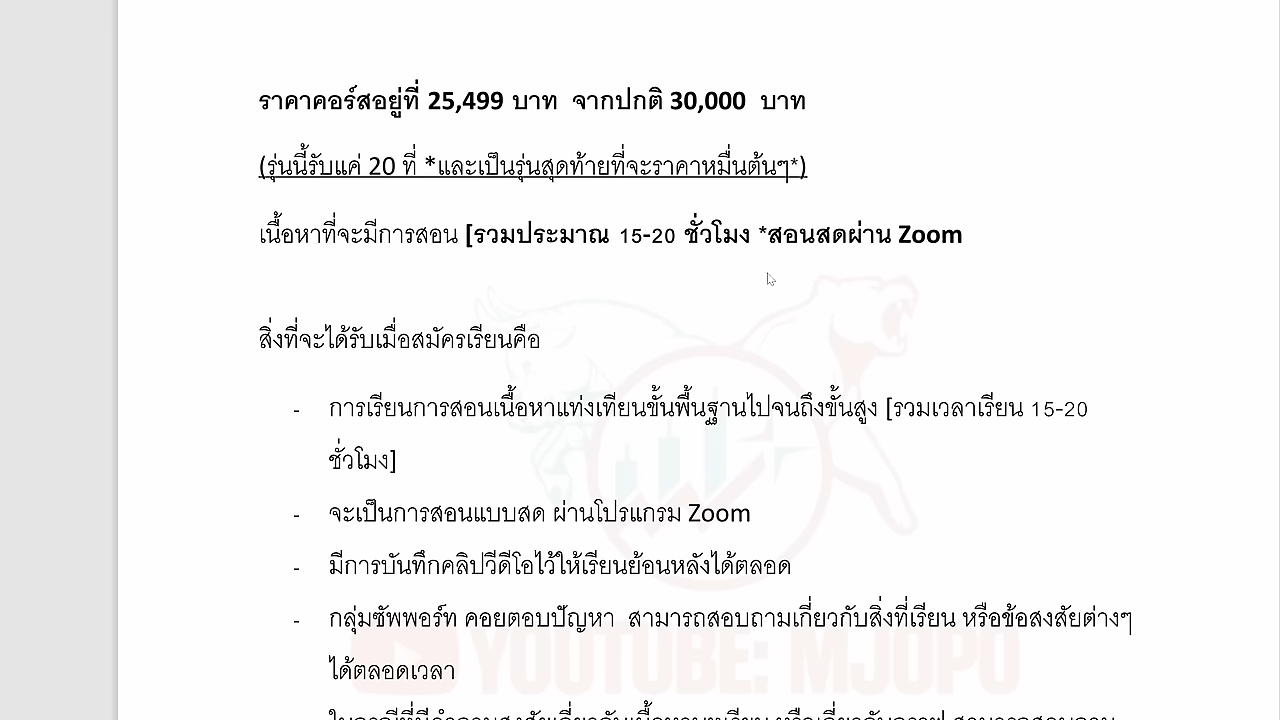 ราคาคอร์สอยู่ที่ 25,499 บาท จากปกติ 30,000 บาท
(รุ่นนี้รับแค่ 20 ที่ *และเป็นรุ่นสุดท้ายที่จะราคาหมื่นต้นๆ*)
เนื้อหาที่จะมีการสอน [รวมประมาณ 15-20 ชั่วโมง *สอนสดผ่าน Zoom
สิ่งที่จะได้รับเมื่อสมัครเรียนคือ
- การเรียนการสอนเนื้อหาแท่งเทียนขั้นพื้นฐานไปจนถึงขั้นสูง [รวมเวลาเรียน 15-20
ชั่วโมง]
- จะเป็นการสอนแบบสด ผ่านโปรแกรม Zoom
- มีการบันทึกคลิปวีดีโอไว้ให้เรียนย้อนหลังได้ตลอด
- กลุ่มซัพพอร์ท คอยตอบปัญหา สามารถสอบถามเกี่ยวกับสิ่งที่เรียน หรือข้อสงสัยต่างๆ
ได้ตลอดเวลา
YOUTUBE: MJOPO